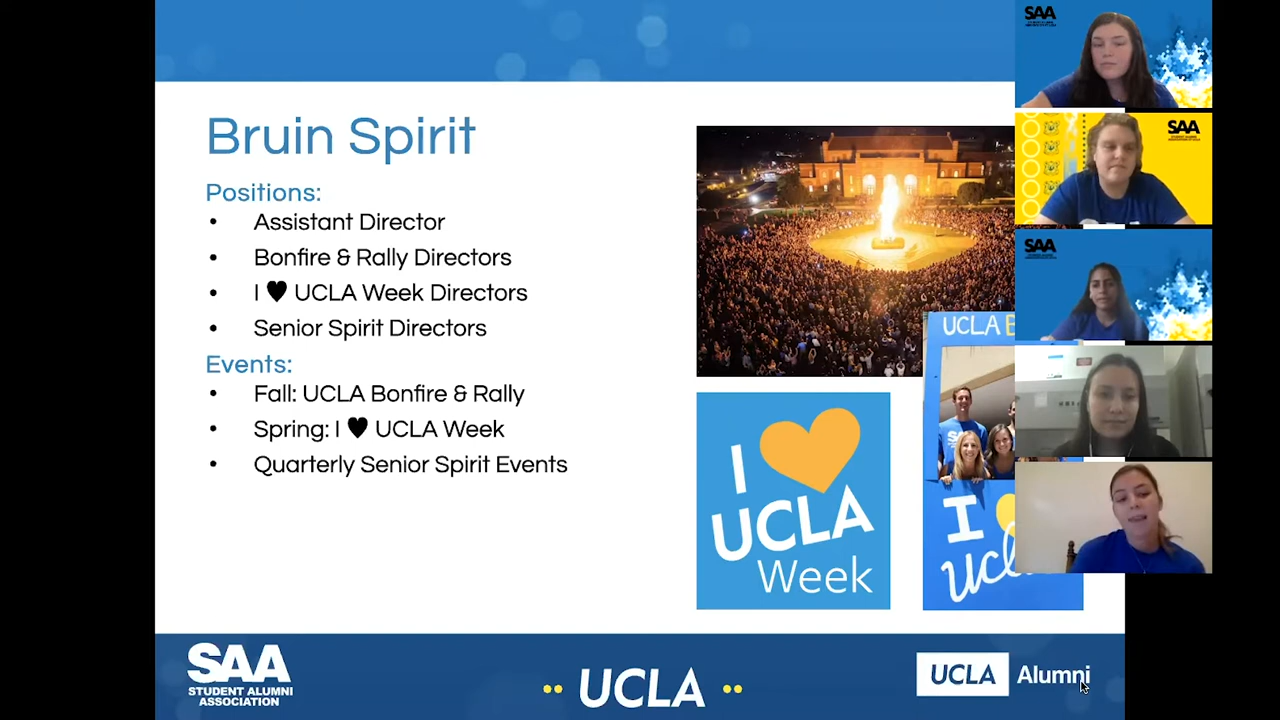 Bruin Spirit
Positions:
• Assistant Director
• Bonfire & Rally Directors
• I ♥ UCLA Week Directors
• Senior Spirit Directors
Events:
• Fall: UCLA Bonfire & Rally
• Spring: I ♥ UCLA Week
• Quarterly Senior Spirit Events
I
UCLA
Week
UCLA
I
ucl
SAA
STUDENT ALUMNI
ASSOCIATION
UCLA
UCLA Alumni
SAA
SAA
SAA